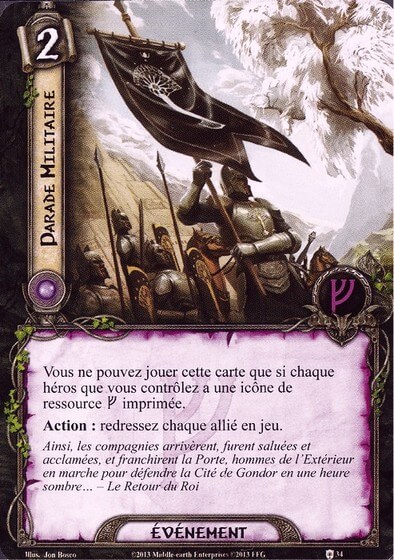 2
Parade Militaire
Vous ne pouvez jouer cette carte que si chaque
héros que vous contrôlez a une icône de
ressource ᚠ imprimée.
Action : redressez chaque allié en jeu.
Ainsi, les compagnies arrivèrent, furent saluées et
acclamées, et franchirent la Porte, hommes de l'Extérieur
en marche pour défendre la Cité de Gondor en une heure
sombre… – Le Retour du Roi
ÉVÉNEMENT
Illus. Jon Bosco ©2013 Middle-earth Enterprises ©2013 FFG 34